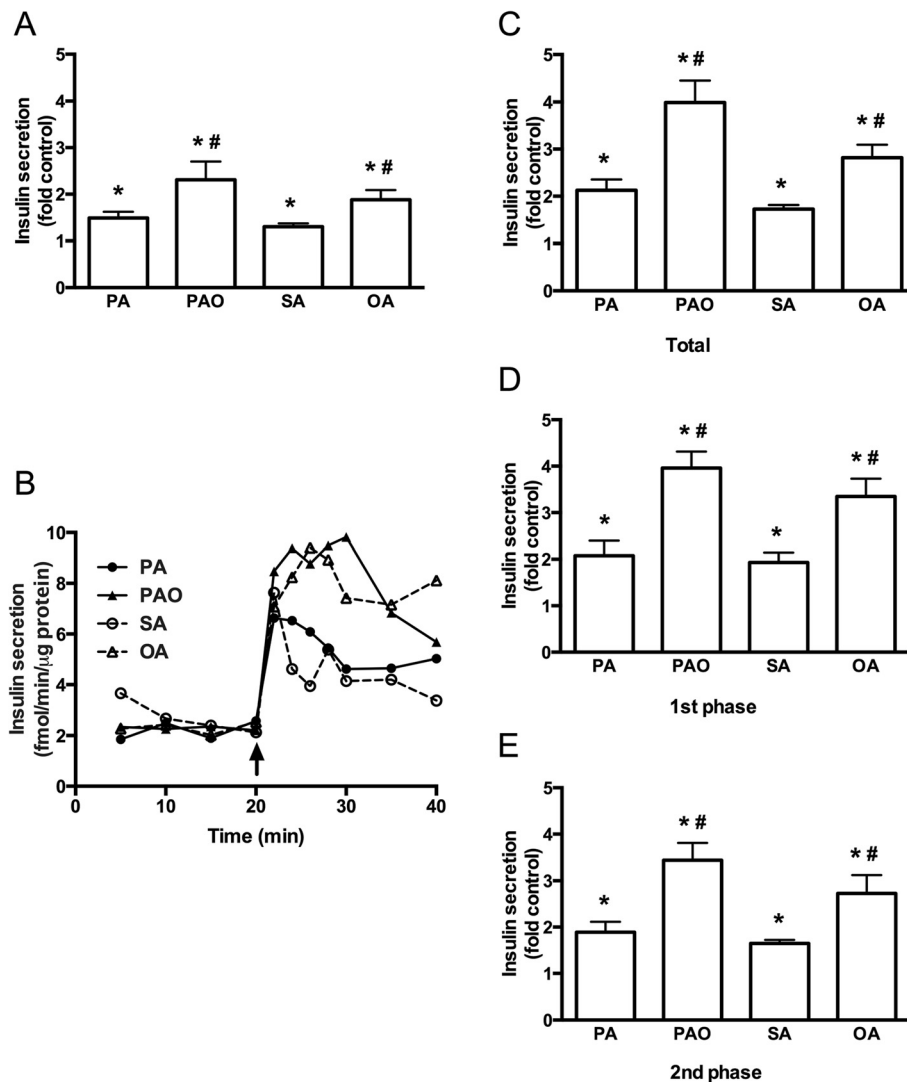 A
Insulin secretion
(fold control)
5
4
3
2
1
0
*
* #
*
* #
PA PAO SA OA
B
Insulin secretion
(fmol/min/μg protein)
10
8
6
4
2
0
PA
PAO
SA
OA
0 10 20 30 40
Time (min)
C
Insulin secretion
(fold control)
5
4
3
2
1
0
*
* #
*
* #
PA PAO SA OA
Total
D
Insulin secretion
(fold control)
5
4
3
2
1
0
*
* #
*
* #
PA PAO SA OA
1st phase
E
Insulin secretion
(fold control)
5
4
3
2
1
0
*
* #
*
* #
PA PAO SA OA
2nd phase